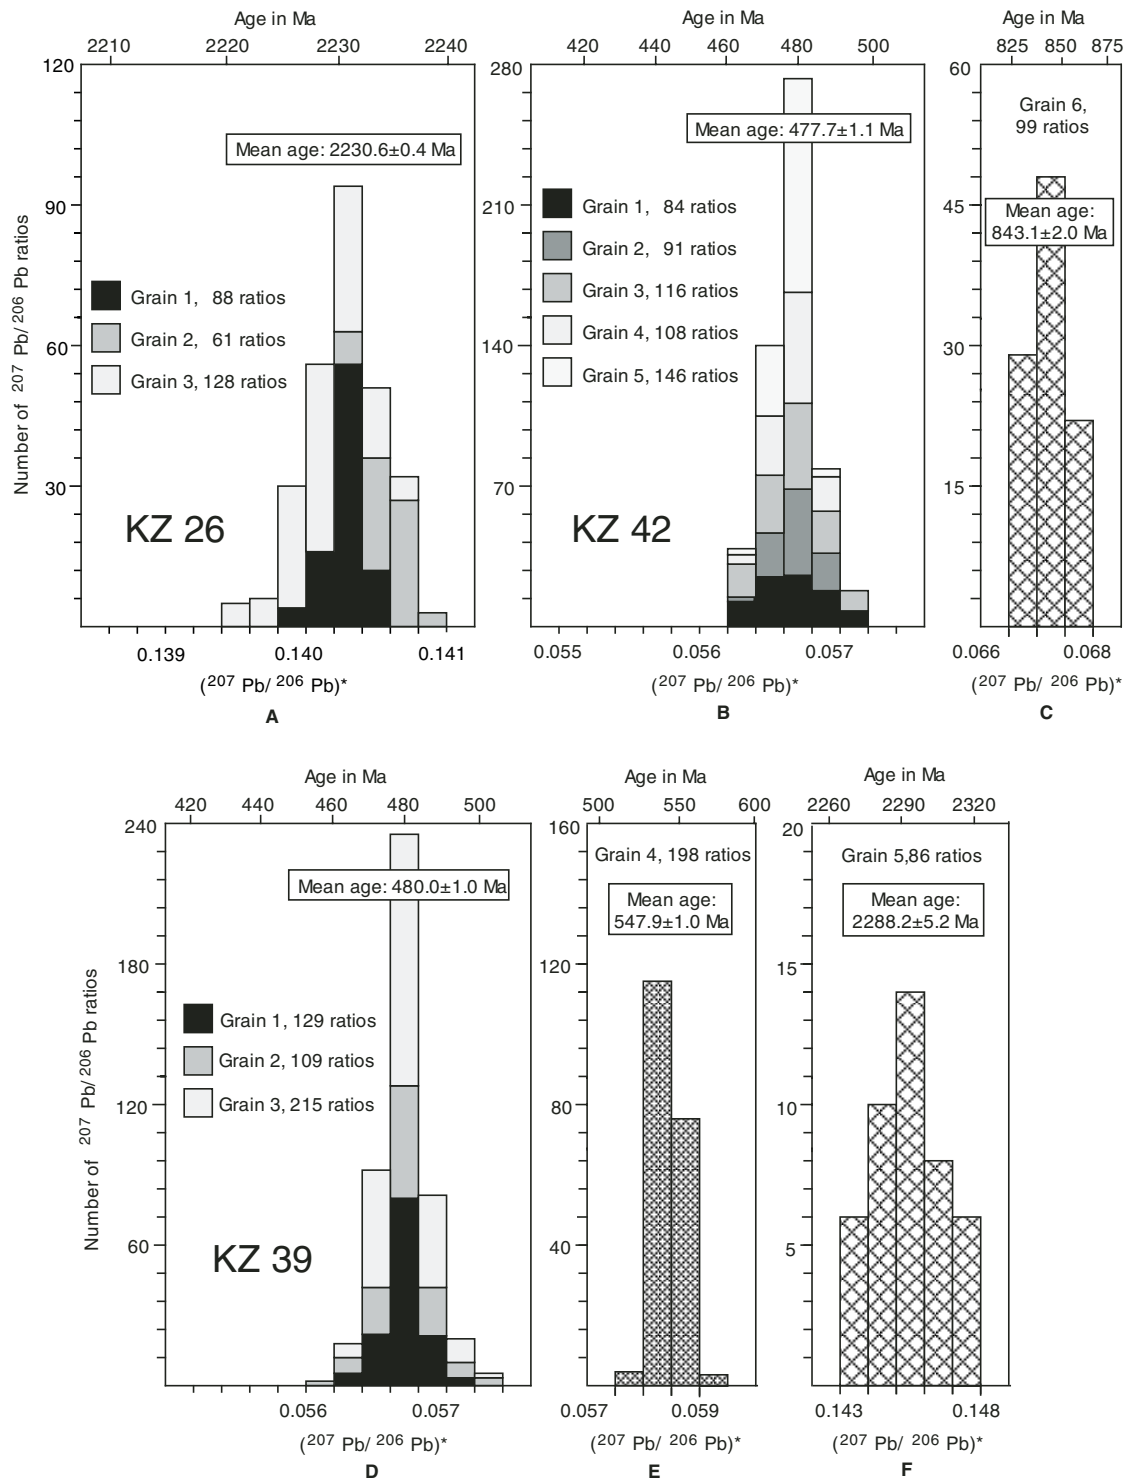 Age in Ma
2210 2220 2230 2240
120
90
60
30
Number of 207 Pb/ 206 Pb ratios
Mean age: 2230.6±0.4 Ma
Grain 1, 88 ratios
Grain 2, 61 ratios
Grain 3, 128 ratios
KZ 26
0.139 0.140 0.141
(207 Pb/ 206 Pb)*
A
Age in Ma
420 440 460 480 500
280
210
140
70
Mean age: 477.7±1.1 Ma
Grain 1, 84 ratios
Grain 2, 91 ratios
Grain 3, 116 ratios
Grain 4, 108 ratios
Grain 5, 146 ratios
KZ 42
0.055 0.056 0.057
(207 Pb/ 206 Pb)*
B
Age in Ma
825 850 875
60
45
30
15
Grain 6,
99 ratios
Mean age:
843.1±2.0 Ma
0.066 0.068
(207 Pb/ 206 Pb)*
C
Age in Ma
420 440 460 480 500
240
180
120
60
Number of 207 Pb/ 206 Pb ratios
Mean age: 480.0±1.0 Ma
Grain 1, 129 ratios
Grain 2, 109 ratios
Grain 3, 215 ratios
KZ 39
0.056 0.057
(207 Pb/ 206 Pb)*
D
Age in Ma
500 550 600
160
120
80
40
Grain 4, 198 ratios
Mean age:
547.9±1.0 Ma
0.057 0.059
(207 Pb/ 206 Pb)*
E
Age in Ma
2260 2290 2320
20
15
10
5
Grain 5,86 ratios
Mean age:
2288.2±5.2 Ma
0.143 0.148
(207 Pb/ 206 Pb)*
F